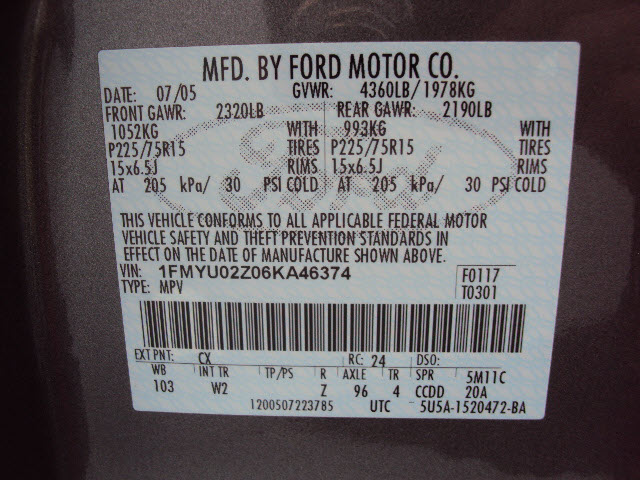 MFD. BY FORD MOTOR CO.
DATE: 07/05 GVWR: 4360LB/1978KG
FRONT GAWR: 2320LB REAR GAWR: 2190LB
1052KG WITH 993KG WITH
P225/75R15 TIRES P225/75R15 TIRES
15x6.5J RIMS 15x6.5J RIMS
AT 205 kPa/ 30 PSI COLD AT 205 kPa/ 30 PSI COLD
Ford
THIS VEHICLE CONFORMS TO ALL APPLICABLE FEDERAL MOTOR
VEHICLE SAFETY AND THEFT PREVENTION STANDARDS IN
EFFECT ON THE DATE OF MANUFACTURE SHOWN ABOVE.
VIN: 1FMYU02Z06KA46374 F0117
TYPE: MPV T0301
EXT PNT: CX RC: 24 DSO:
WB INT TR TP/PS R AXLE TR SPR 5M11C
103 W2 Z 96 4 CCDD 20A
1200507223785 UTC 5U5A-1520472-BA